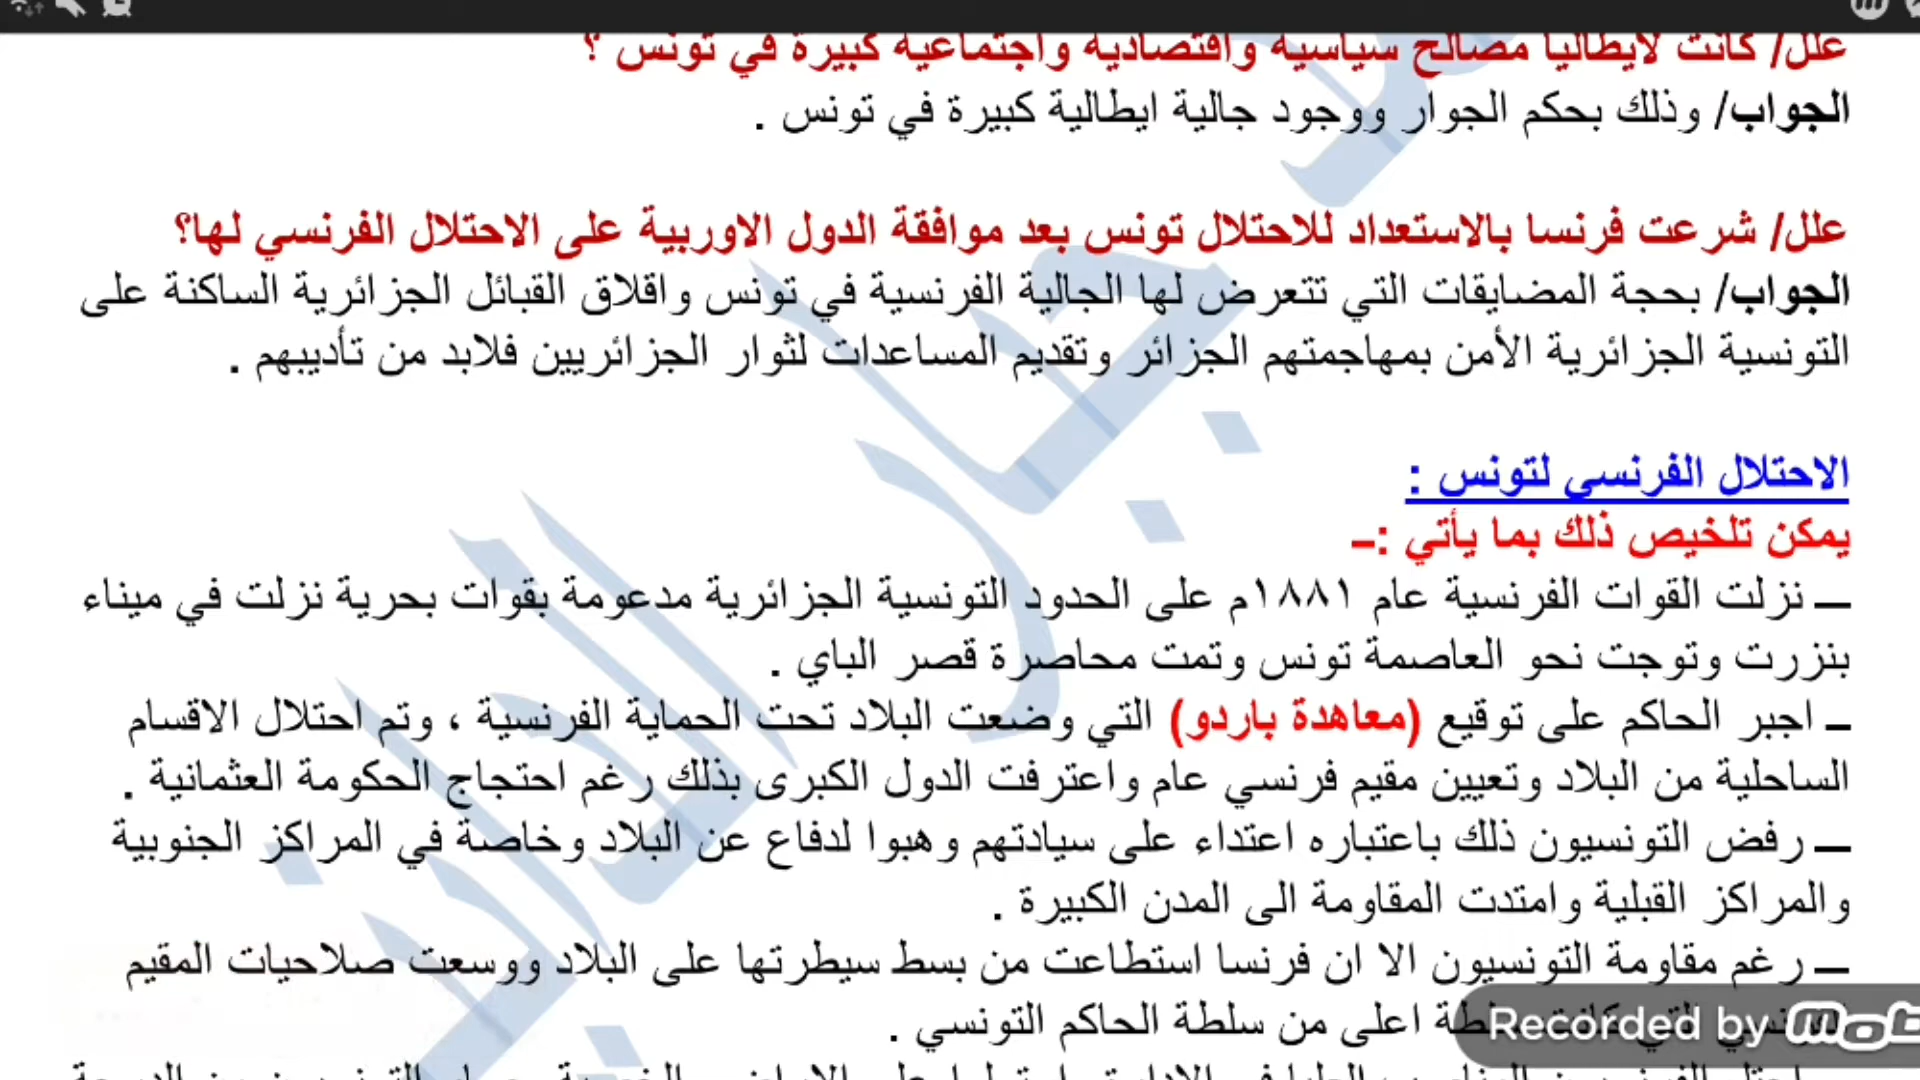 علل/ كانت لايطاليا مصالح سياسية واقتصادية واجتماعية كبيرة في تونس ؟
الجواب/ وذلك بحكم الجوار ووجود جالية ايطالية كبيرة في تونس .
علل/ شرعت فرنسا بالاستعداد للاحتلال تونس بعد موافقة الدول الاوربية على الاحتلال الفرنسي لها؟
الجواب/ بحجة المضايقات التي تتعرض لها الجالية الفرنسية في تونس واقلاق القبائل الجزائرية الساكنة على
التونسية الجزائرية الأمن بمهاجمتهم الجزائر وتقديم المساعدات لثوار الجزائريين فلابد من تأديبهم .
الاحتلال الفرنسي لتونس :
يمكن تلخيص ذلك بما يأتي :-
ـــ نزلت القوات الفرنسية عام ١٨٨١م على الحدود التونسية الجزائرية مدعومة بقوات بحرية نزلت في ميناء
بنزرت وتوجت نحو العاصمة تونس وتمت محاصرة قصر الباي .
ـ اجبر الحاكم على توقيع (معاهدة باردو) التي وضعت البلاد تحت الحماية الفرنسية ، وتم احتلال الاقسام
الساحلية من البلاد وتعيين مقيم فرنسي عام واعترفت الدول الكبرى بذلك رغم احتجاج الحكومة العثمانية .
ـــ رفض التونسيون ذلك باعتباره اعتداء على سيادتهم وهبوا لدفاع عن البلاد وخاصة في المراكز الجنوبية
والمراكز القبلية وامتدت المقاومة الى المدن الكبيرة .
ـــ رغم مقاومة التونسيون الا ان فرنسا استطاعت من بسط سيطرتها على البلاد ووسعت صلاحيات المقيم
اعلى من سلطة الحاكم التونسي .
Recorded by